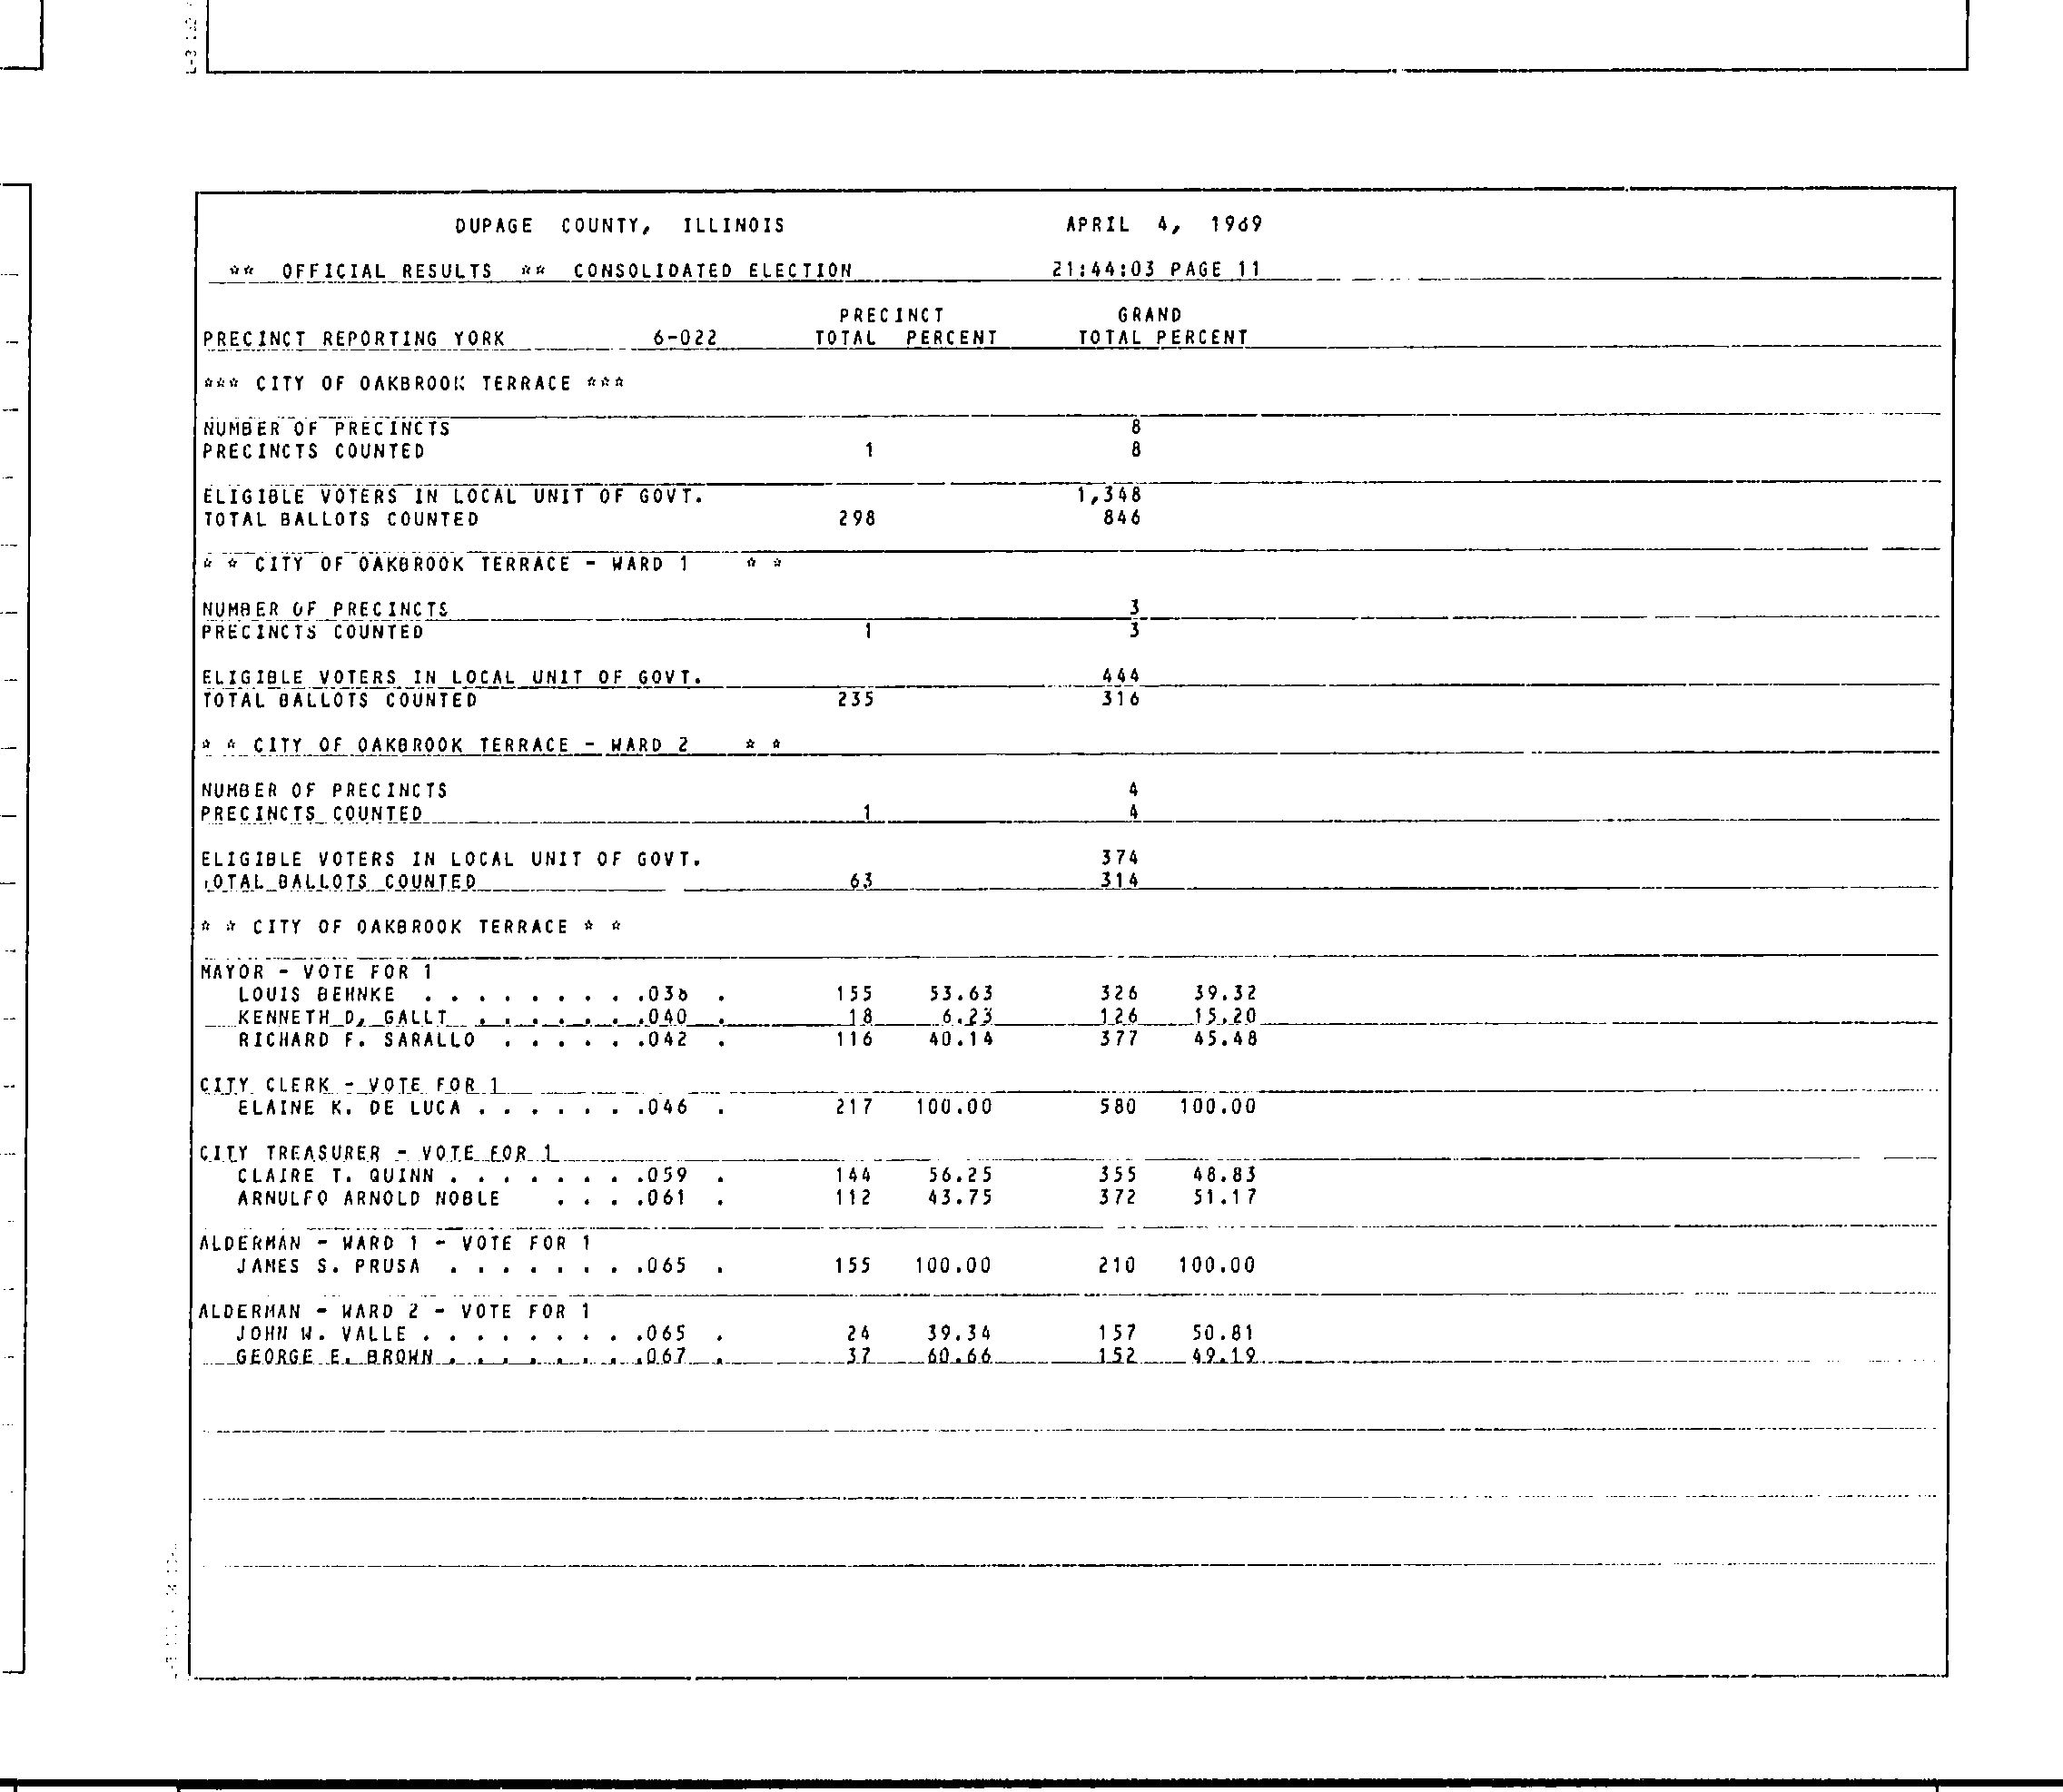 DUPAGE COUNTY, ILLINOIS APRIL 4, 1989
** OFFICIAL RESULTS ** CONSOLIDATED ELECTION 21:44:03 PAGE 11
PRECINCT GRAND
PRECINCT REPORTING YORK 6-022 TOTAL PERCENT TOTAL PERCENT
*** CITY OF OAKBROOK TERRACE ***
NUMBER OF PRECINCTS 8
PRECINCTS COUNTED 1 8
ELIGIBLE VOTERS IN LOCAL UNIT OF GOVT. 1,348
TOTAL BALLOTS COUNTED 298 846
* * CITY OF OAKBROOK TERRACE - WARD 1 * *
NUMBER OF PRECINCTS 3
PRECINCTS COUNTED 1 3
ELIGIBLE VOTERS IN LOCAL UNIT OF GOVT. 444
TOTAL BALLOTS COUNTED 235 316
* * CITY OF OAKBROOK TERRACE - WARD 2 * *
NUMBER OF PRECINCTS 4
PRECINCTS COUNTED 1 4
ELIGIBLE VOTERS IN LOCAL UNIT OF GOVT. 374
TOTAL BALLOTS COUNTED 63 314
* * CITY OF OAKBROOK TERRACE * *
MAYOR - VOTE FOR 1
LOUIS BEHNKE . . . . . . . . .038 . 155 53.63 326 39.32
KENNETH D. GALLT . . . . . . .040 . 18 6.23 126 15.20
RICHARD F. SARALLO . . . . . .042 . 116 40.14 377 45.48
CITY CLERK - VOTE FOR 1
ELAINE K. DE LUCA . . . . . . .046 . 217 100.00 580 100.00
CITY TREASURER - VOTE FOR 1
CLAIRE T. QUINN . . . . . . . .059 . 144 56.25 355 48.83
ARNULFO ARNOLD NOBLE . . . .061 . 112 43.75 372 51.17
ALDERMAN - WARD 1 - VOTE FOR 1
JAMES S. PRUSA . . . . . . . .065 . 155 100.00 210 100.00
ALDERMAN - WARD 2 - VOTE FOR 1
JOHN W. VALLE . . . . . . . . .065 . 24 39.34 157 50.81
GEORGE E. BROWN . . . . . . . .067 . 37 60.66 152 49.19